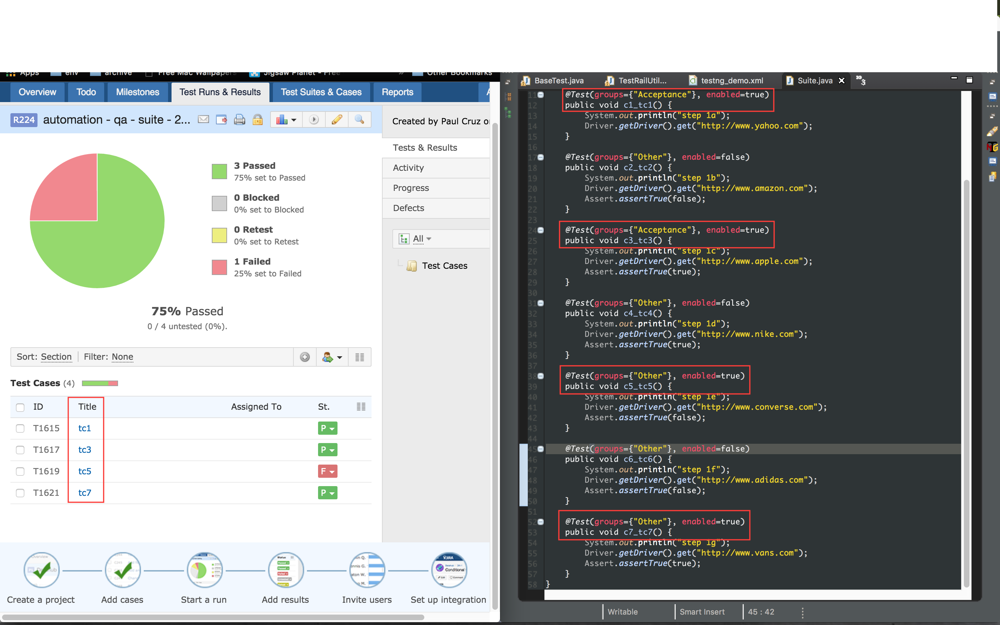 Apps env archive Free Mac Wallpapers Jigsaw Planet - Free » Other Bookmarks
Overview Todo Milestones Test Runs & Results Test Suites & Cases Reports
R224 automation - qa - suite - 2...
Created by Paul Cruz
Tests & Results
Activity
Progress
Defects
All
Test Cases
3 Passed
75% set to Passed
0 Blocked
0% set to Blocked
0 Retest
0% set to Retest
1 Failed
25% set to Failed
75% Passed
0 / 4 untested (0%).
Sort: Section Filter: None
Test Cases (4)
ID Title Assigned To St.
T1615 tc1 P
T1617 tc3 P
T1619 tc5 F
T1621 tc7 P
Create a project Add cases Start a run Add results Invite users Set up integration
BaseTest.java TestRailUtil... testng_demo.xml Suite.java » 3
11 @Test(groups={"Acceptance"}, enabled=true)
12 public void c1_tc1() {
13 System.out.println("step 1a");
14 Driver.getDriver().get("http://www.yahoo.com");
15 }
16
17 @Test(groups={"Other"}, enabled=false)
18 public void c2_tc2() {
19 System.out.println("step 1b");
20 Driver.getDriver().get("http://www.amazon.com");
21 Assert.assertTrue(false);
22 }
23
24 @Test(groups={"Acceptance"}, enabled=true)
25 public void c3_tc3() {
26 System.out.println("step 1c");
27 Driver.getDriver().get("http://www.apple.com");
28 Assert.assertTrue(true);
29 }
30
31 @Test(groups={"Other"}, enabled=false)
32 public void c4_tc4() {
33 System.out.println("step 1d");
34 Driver.getDriver().get("http://www.nike.com");
35 Assert.assertTrue(true);
36 }
37
38 @Test(groups={"Other"}, enabled=true)
39 public void c5_tc5() {
40 System.out.println("step 1e");
41 Driver.getDriver().get("http://www.converse.com");
42 Assert.assertTrue(false);
43 }
44
45 @Test(groups={"Other"}, enabled=false)
46 public void c6_tc6() {
47 System.out.println("step 1f");
48 Driver.getDriver().get("http://www.adidas.com");
49 Assert.assertTrue(false);
50 }
51
52 @Test(groups={"Other"}, enabled=true)
53 public void c7_tc7() {
54 System.out.println("step 1g");
55 Driver.getDriver().get("http://www.vans.com");
56 Assert.assertTrue(true);
57 }
58 }
Writable Smart Insert 45 : 42